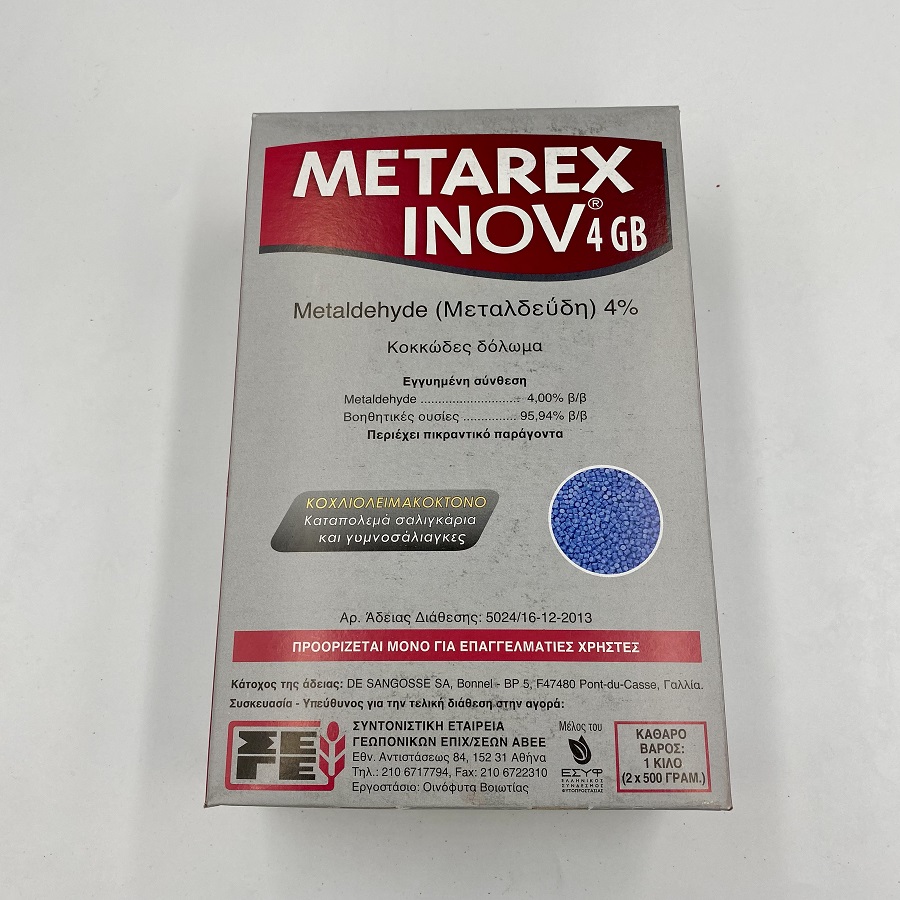 METAREX
INOV® 4 GB
Metaldehyde (Μεταλδεΰδη) 4%
Κοκκώδες δόλωμα
Εγγυημένη σύνθεση
Metaldehyde ............................ 4,00% β/β
Βοηθητικές ουσίες ............... 95,94% β/β
Περιέχει πικραντικό παράγοντα
ΚΟΧΛΙΟΛΕΙΜΑΚΟΚΤΟΝΟ
Καταπολεμά σαλιγκάρια
και γυμνοσάλιαγκες
Αρ. Άδειας Διάθεσης: 5024/16-12-2013
ΠΡΟΟΡΙΖΕΤΑΙ ΜΟΝΟ ΓΙΑ ΕΠΑΓΓΕΛΜΑΤΙΕΣ ΧΡΗΣΤΕΣ
Κάτοχος της άδειας: DE SANGOSSE SA, Bonnel - BP 5, F47480 Pont-du-Casse, Γαλλία.
Συσκευασία - Υπεύθυνος για την τελική διάθεση στην αγορά:
ΣΕ
ΓΕ
ΣΥΝΤΟΝΙΣΤΙΚΗ ΕΤΑΙΡΕΙΑ
ΓΕΩΠΟΝΙΚΩΝ ΕΠΙΧ/ΣΕΩΝ ΑΒΕΕ
Εθν. Αντιστάσεως 84, 152 31 Αθήνα
Τηλ.: 210 6717794, Fax: 210 6722310
Εργοστάσιο: Οινόφυτα Βοιωτίας
Μέλος του
ΕΣΥΦ
ΕΛΛΗΝΙΚΟΣ
ΣΥΝΔΕΣΜΟΣ
ΦΥΤΟΠΡΟΣΤΑΣΙΑΣ
ΚΑΘΑΡΟ
ΒΑΡΟΣ:
1 ΚΙΛΟ
(2 x 500 ΓΡΑΜ.)